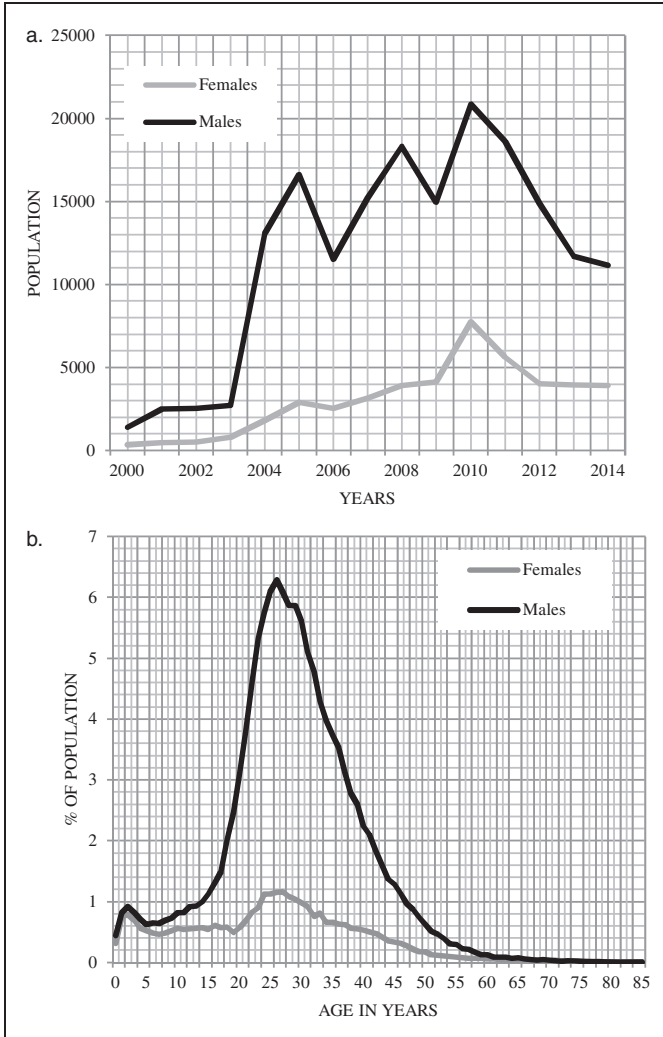 a.
25000
20000
15000
10000
5000
0
POPULATION
Females
Males
2000 2002 2004 2006 2008 2010 2012 2014
YEARS
b.
7
6
5
4
3
2
1
0
% OF POPULATION
Females
Males
0 5 10 15 20 25 30 35 40 45 50 55 60 65 70 75 80 85
AGE IN YEARS